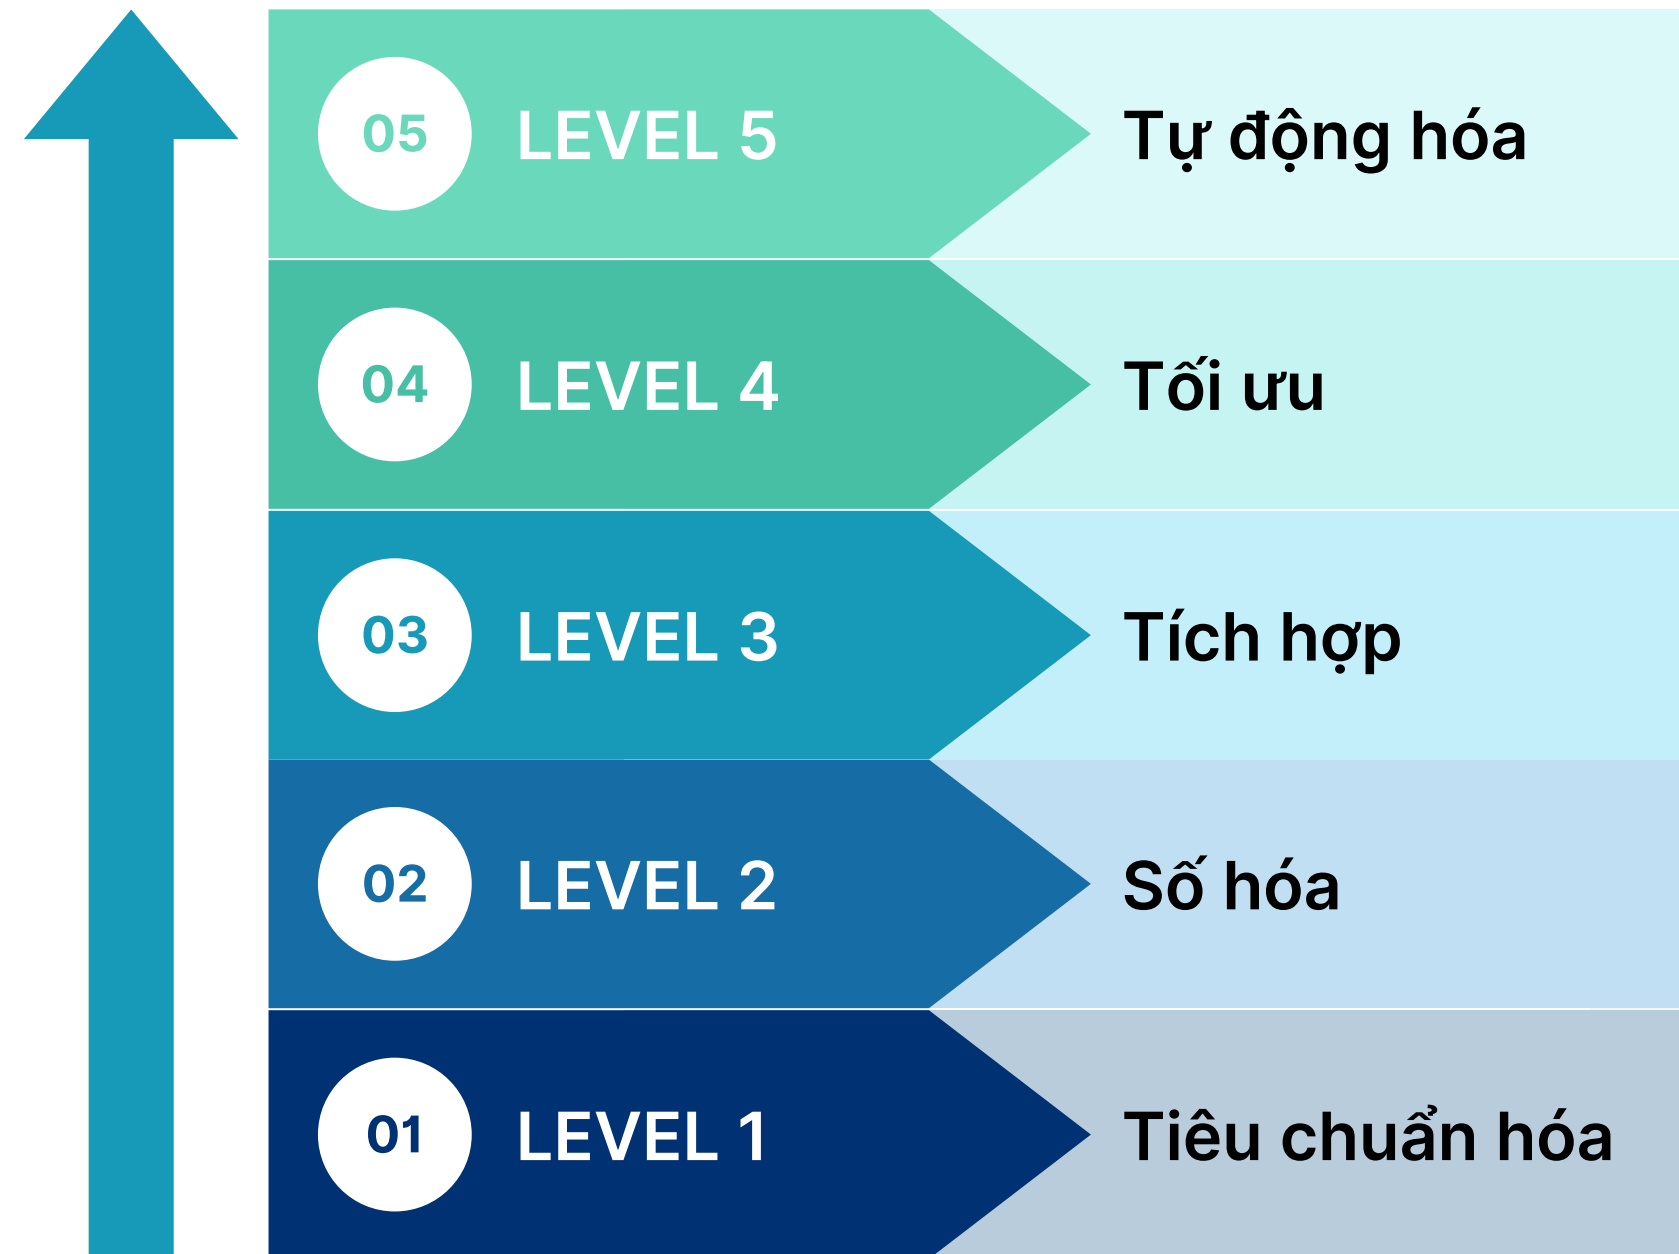 05 LEVEL 5 Tự động hóa
04 LEVEL 4 Tối ưu
03 LEVEL 3 Tích hợp
02 LEVEL 2 Số hóa
01 LEVEL 1 Tiêu chuẩn hóa